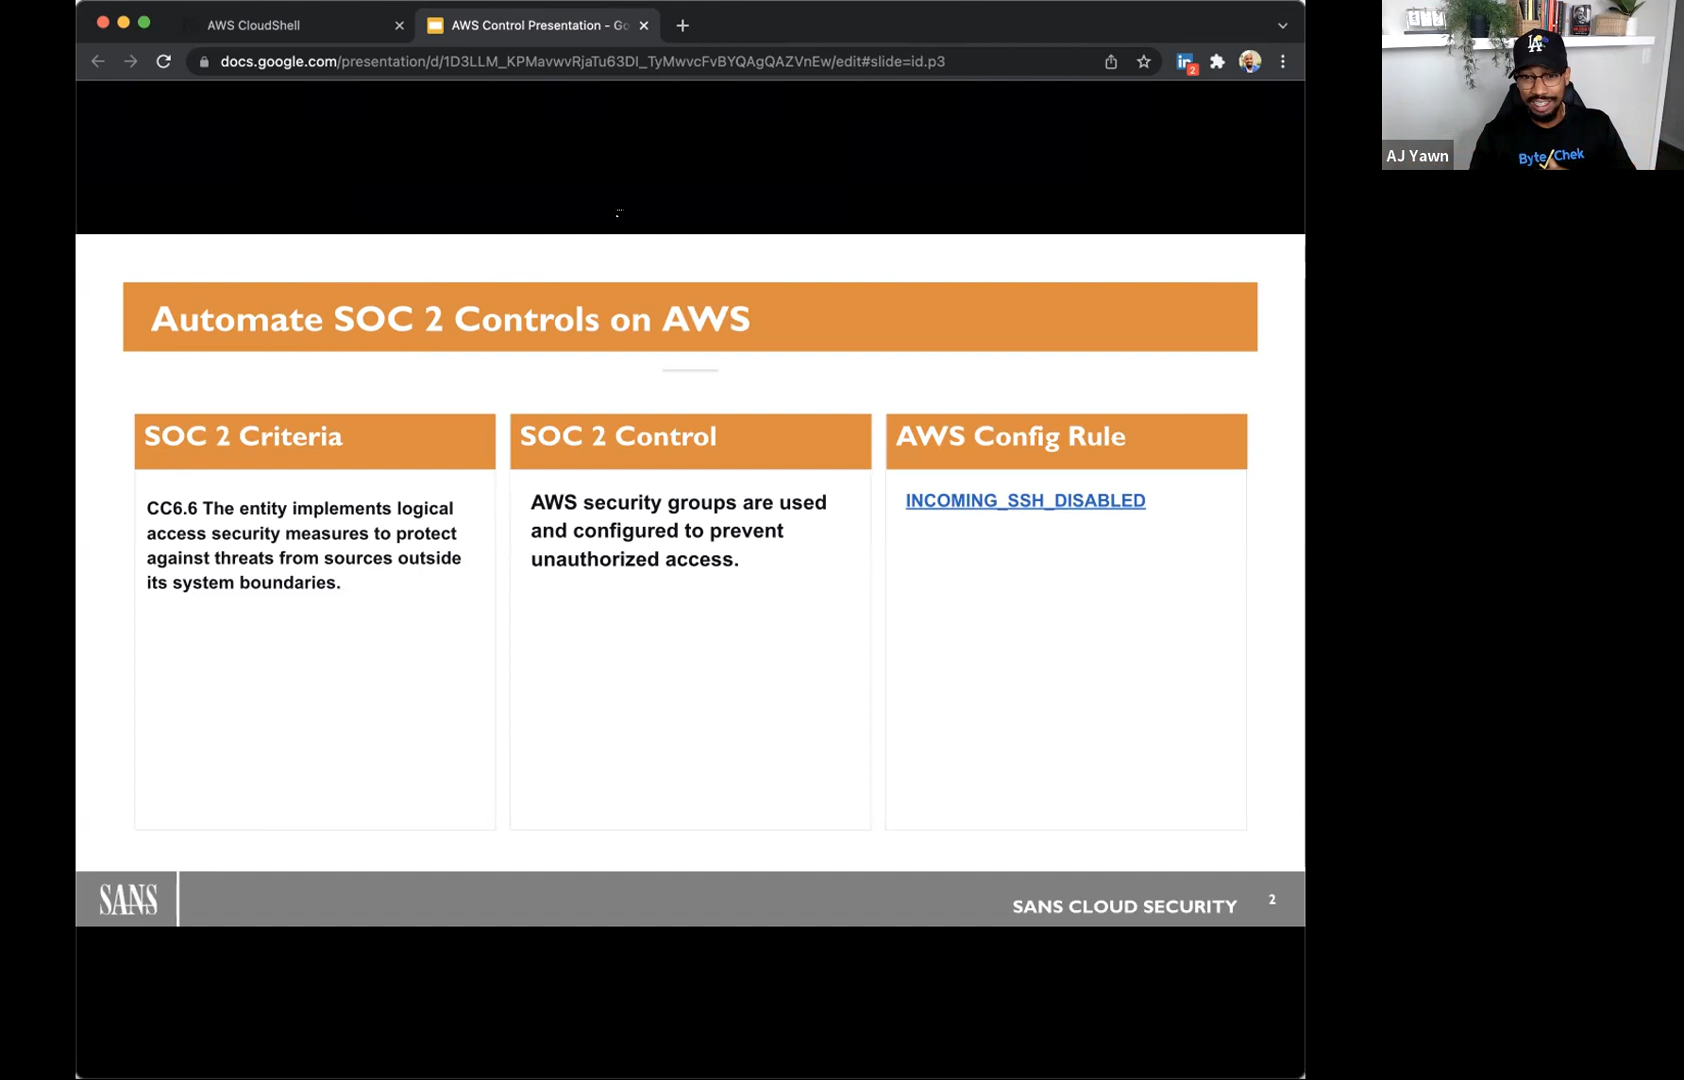 AWS CloudShell
AWS Control Presentation - Go
docs.google.com/presentation/d/1D3LLM_KPMavwvRjaTu63DI_TyMwvcFvBYQAgQAZVnEw/edit#slide=id.p3
2
LA
Byte Chek
AJ Yawn
Automate SOC 2 Controls on AWS
SOC 2 Criteria
CC6.6 The entity implements logical
access security measures to protect
against threats from sources outside
its system boundaries.
SOC 2 Control
AWS security groups are used
and configured to prevent
unauthorized access.
AWS Config Rule
INCOMING_SSH_DISABLED
SANS
SANS CLOUD SECURITY
2